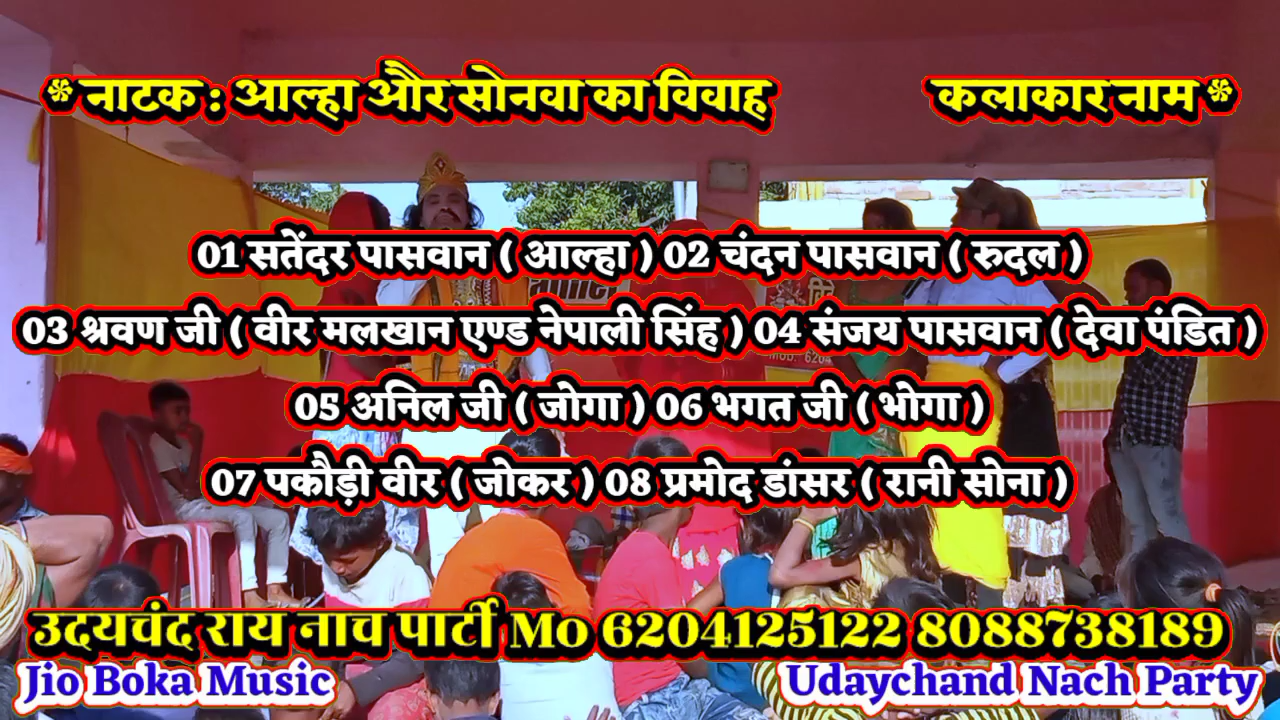 * नाटक : आल्हा और सोनवा का विवाह कलाकार नाम *
01 सतेंदर पासवान ( आल्हा ) 02 चंदन पासवान ( रुदल )
03 श्रवण जी ( वीर मलखान एण्ड नेपाली सिंह ) 04 संजय पासवान ( देवा पंडित )
05 अनिल जी ( जोगा ) 06 भगत जी ( भोगा )
07 पकौड़ी वीर ( जोकर ) 08 प्रमोद डांसर ( रानी सोना )
उदयचंद राय नाच पार्टी Mo 6204125122 8088738189
Jio Boka Music Udaychand Nach Party